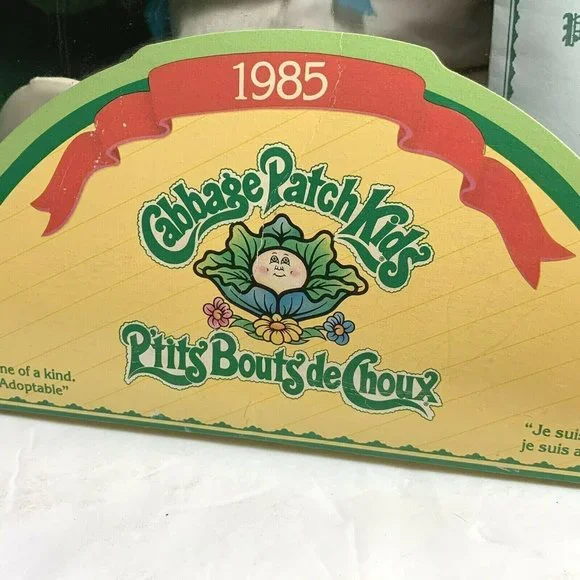 1985
Cabbage Patch Kids
P'tits Bouts de Choux
ne of a kind.
Adoptable"
"Je suis
je suis a